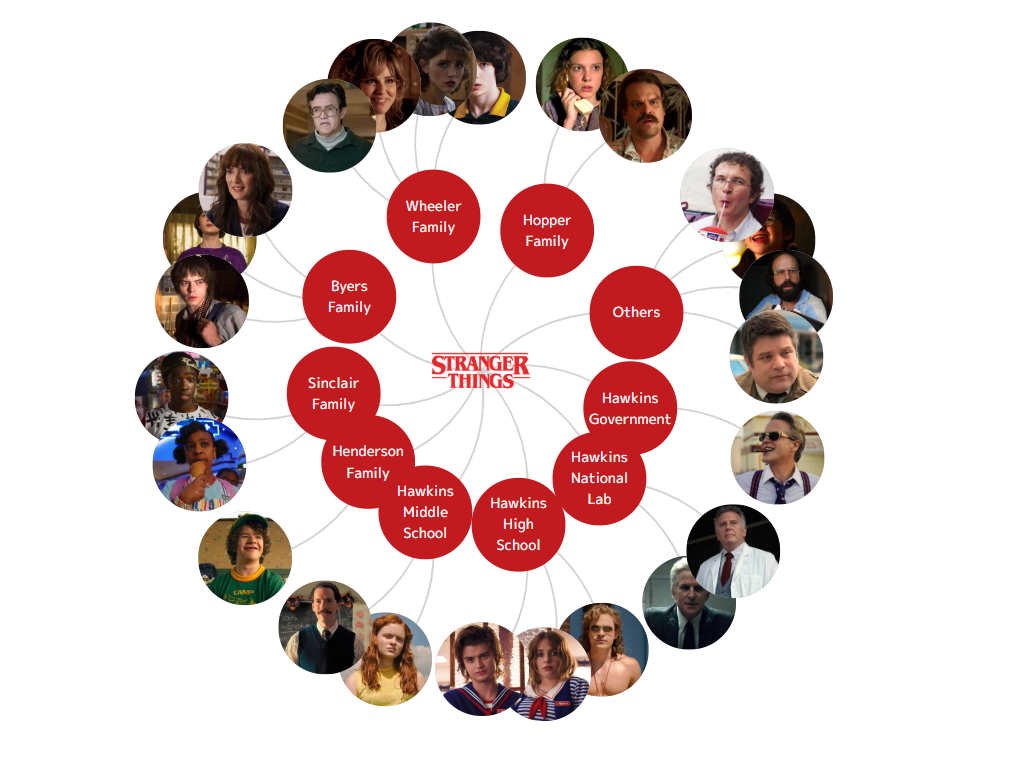 Wheeler
Family
Hopper
Family
Byers
Family
Others
STRANGER
THINGS
Sinclair
Family
Hawkins
Government
Henderson
Family
Hawkins
National
Lab
Hawkins
Middle
School
Hawkins
High
School
CAMP